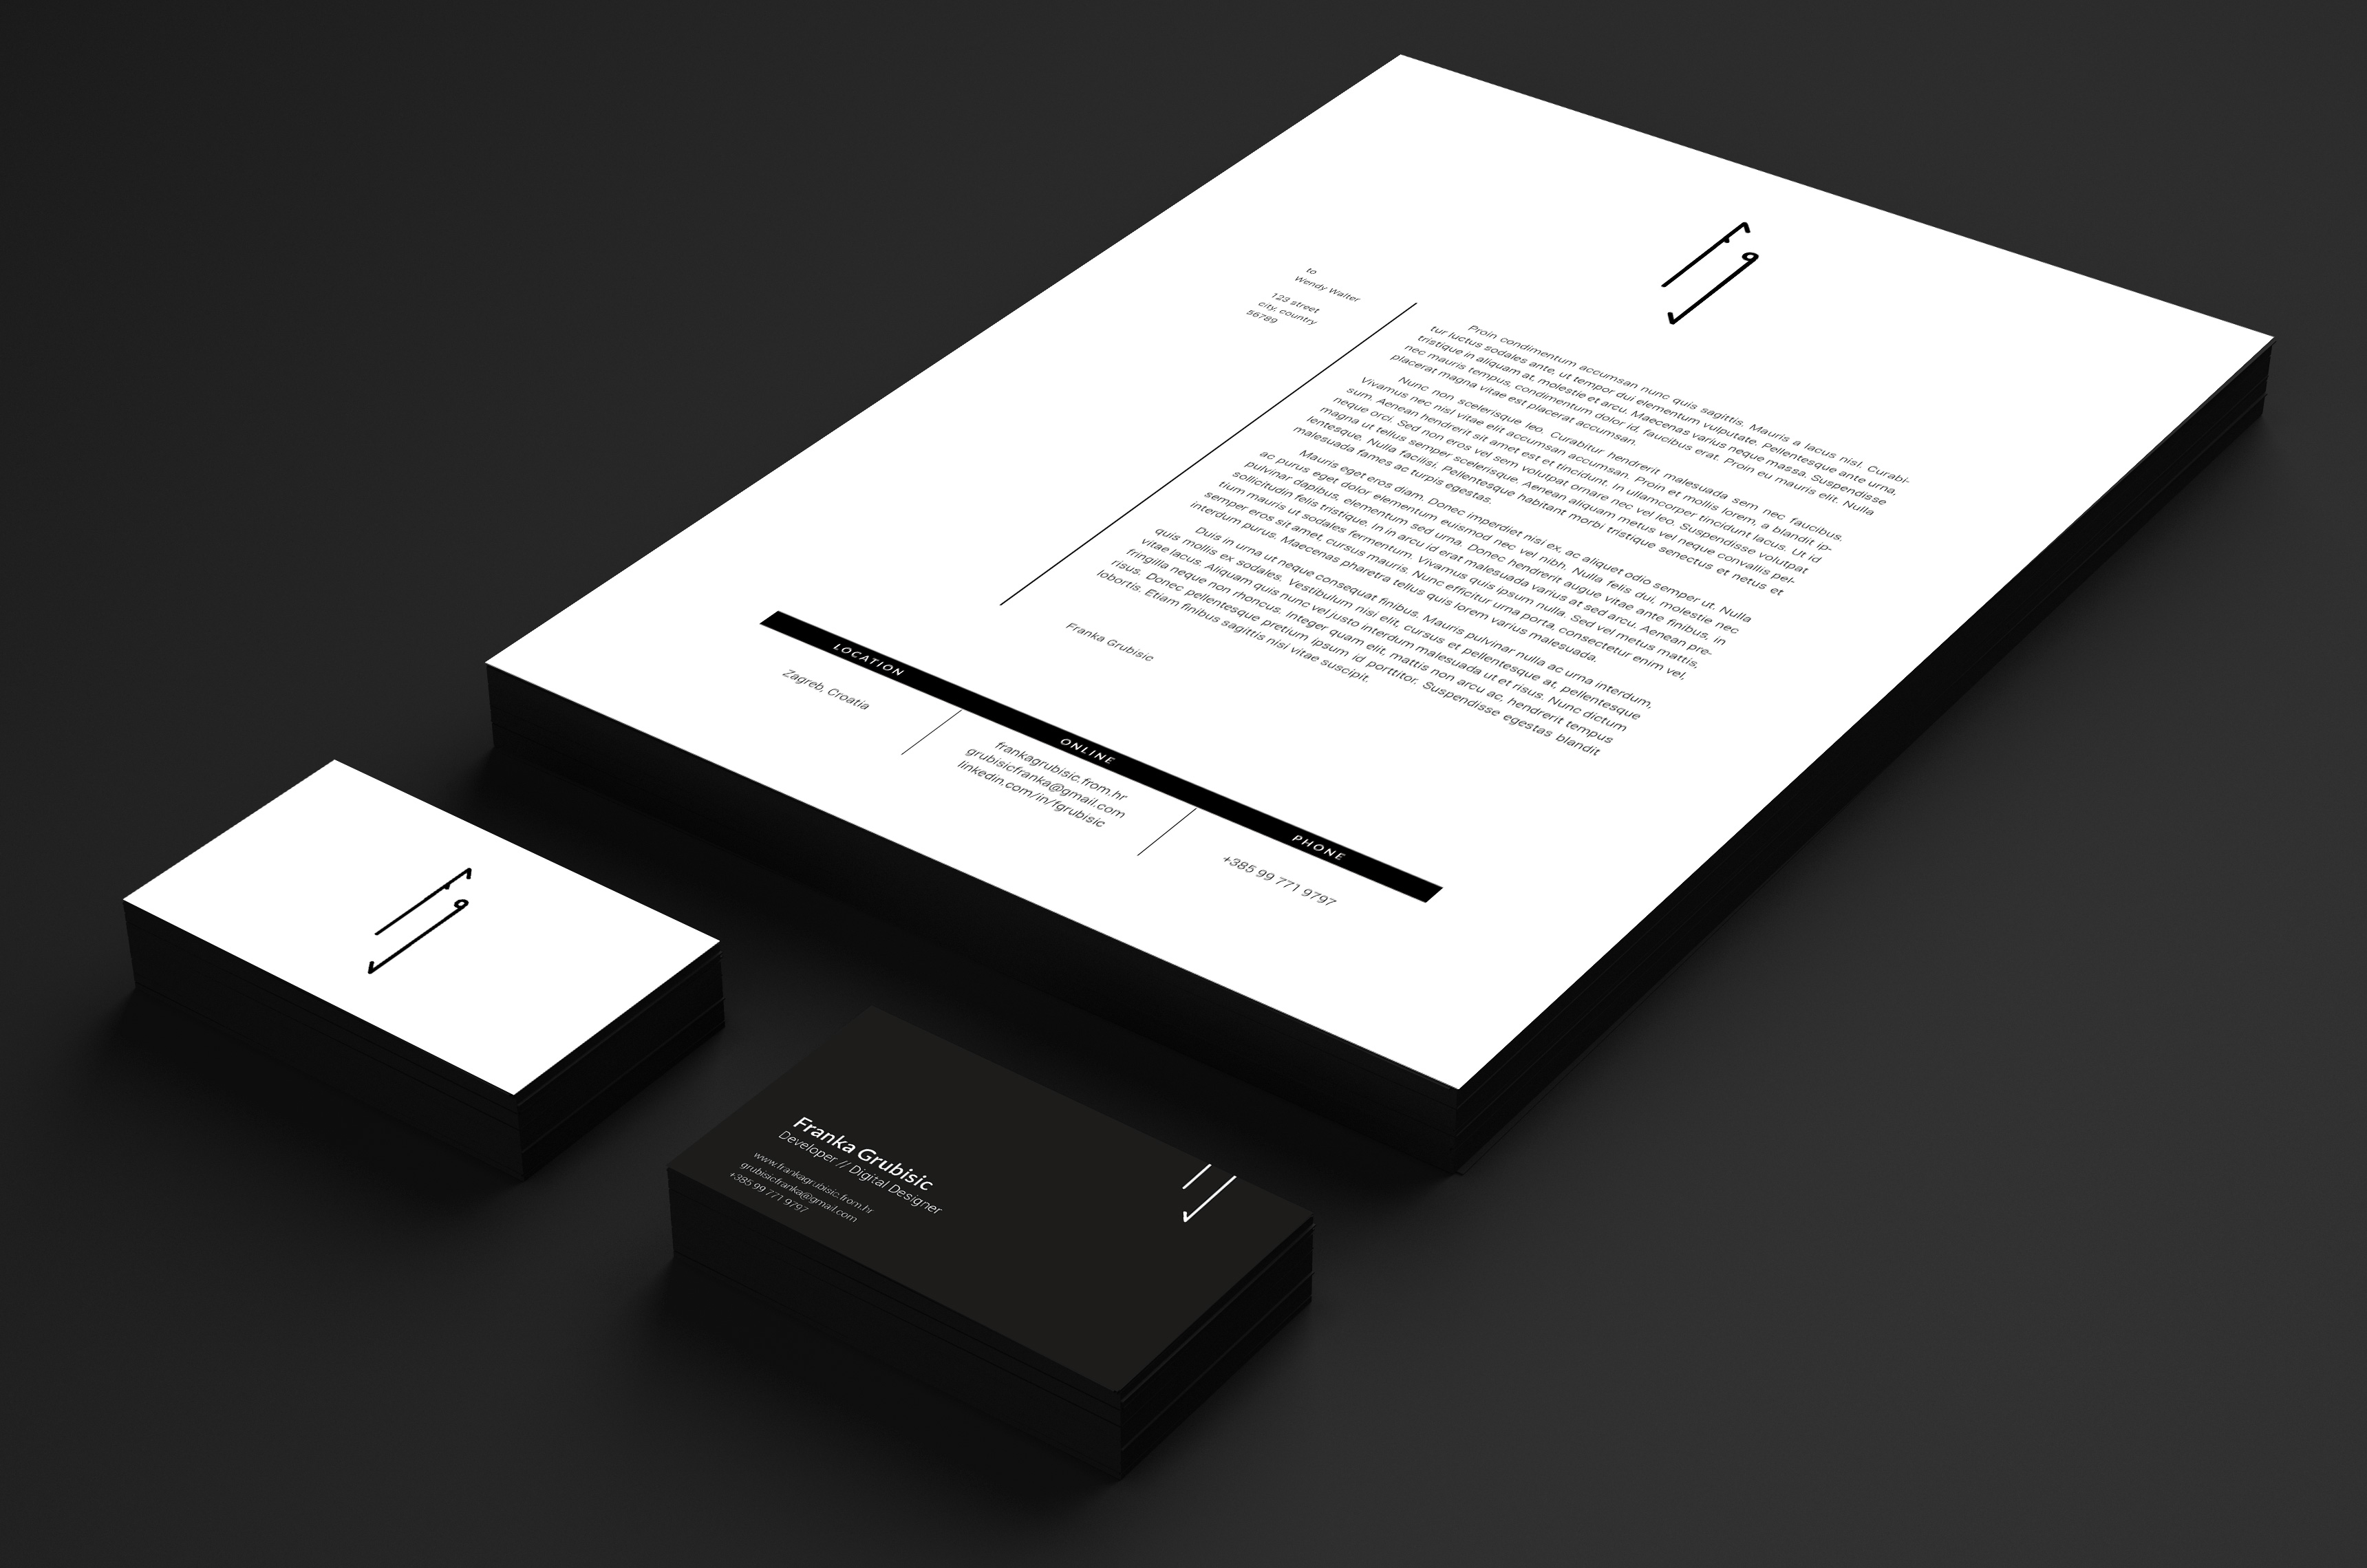 to
Wendy Walter
123 street
city, country
56789
Proin condimentum accumsan nunc quis sagittis. Mauris a lacus nisl. Curabi-
tur luctus sodales ante, ut tempor dui elementum vulputate. Pellentesque ante urna,
tristique in aliquam at, molestie et arcu. Maecenas varius neque massa. Suspendisse
nec mauris tempus, condimentum dolor id, faucibus erat. Proin eu mauris elit. Nulla
placerat magna vitae est placerat accumsan.
Nunc non scelerisque leo. Curabitur hendrerit malesuada sem nec faucibus.
Vivamus nec nisl vitae elit accumsan accumsan. Proin et mollis lorem, a blandit ip-
sum. Aenean hendrerit sit amet est et tincidunt. In ullamcorper tincidunt lacus. Ut id
neque orci. Sed non eros vel sem volutpat ornare nec vel leo. Suspendisse volutpat
magna ut tellus semper scelerisque. Aenean aliquam metus vel neque convallis pel-
lentesque. Nulla facilisi. Pellentesque habitant morbi tristique senectus et netus et
malesuada fames ac turpis egestas.
Mauris eget eros diam. Donec imperdiet nisi ex, ac aliquet odio semper ut. Nulla
ac purus eget dolor elementum euismod nec vel nibh. Nulla felis dui, molestie nec
pulvinar dapibus, elementum sed urna. Donec hendrerit augue vitae ante finibus, in
sollicitudin felis tristique. In in arcu id erat malesuada varius at sed arcu. Aenean pre-
tium mauris ut sodales fermentum. Vivamus quis ipsum nulla. Sed vel metus mattis,
semper eros sit amet, cursus mauris. Nunc efficitur urna porta, consectetur enim vel,
interdum purus. Maecenas pharetra tellus quis lorem varius malesuada.
Duis in urna ut neque consequat finibus. Mauris pulvinar nulla ac urna interdum,
quis mollis ex sodales. Vestibulum nisi elit, cursus et pellentesque at, pellentesque
vitae lacus. Aliquam quis nunc vel justo interdum malesuada ut et risus. Nunc dictum
fringilla neque non rhoncus. Integer quam elit, mattis non arcu ac, hendrerit tempus
risus. Donec pellentesque pretium ipsum id porttitor. Suspendisse egestas blandit
lobortis. Etiam finibus sagittis nisi vitae suscipit.
Franka Grubisic
LOCATION
Zagreb, Croatia
ONLINE
frankagrubisic.from.hr
grubisicfranka@gmail.com
linkedin.com/in/fgrubisic
PHONE
+385 99 771 9797
Franka Grubisic
Developer // Digital Designer
www.frankagrubisic.from.hr
grubisicfranka@gmail.com
+385 99 771 9797